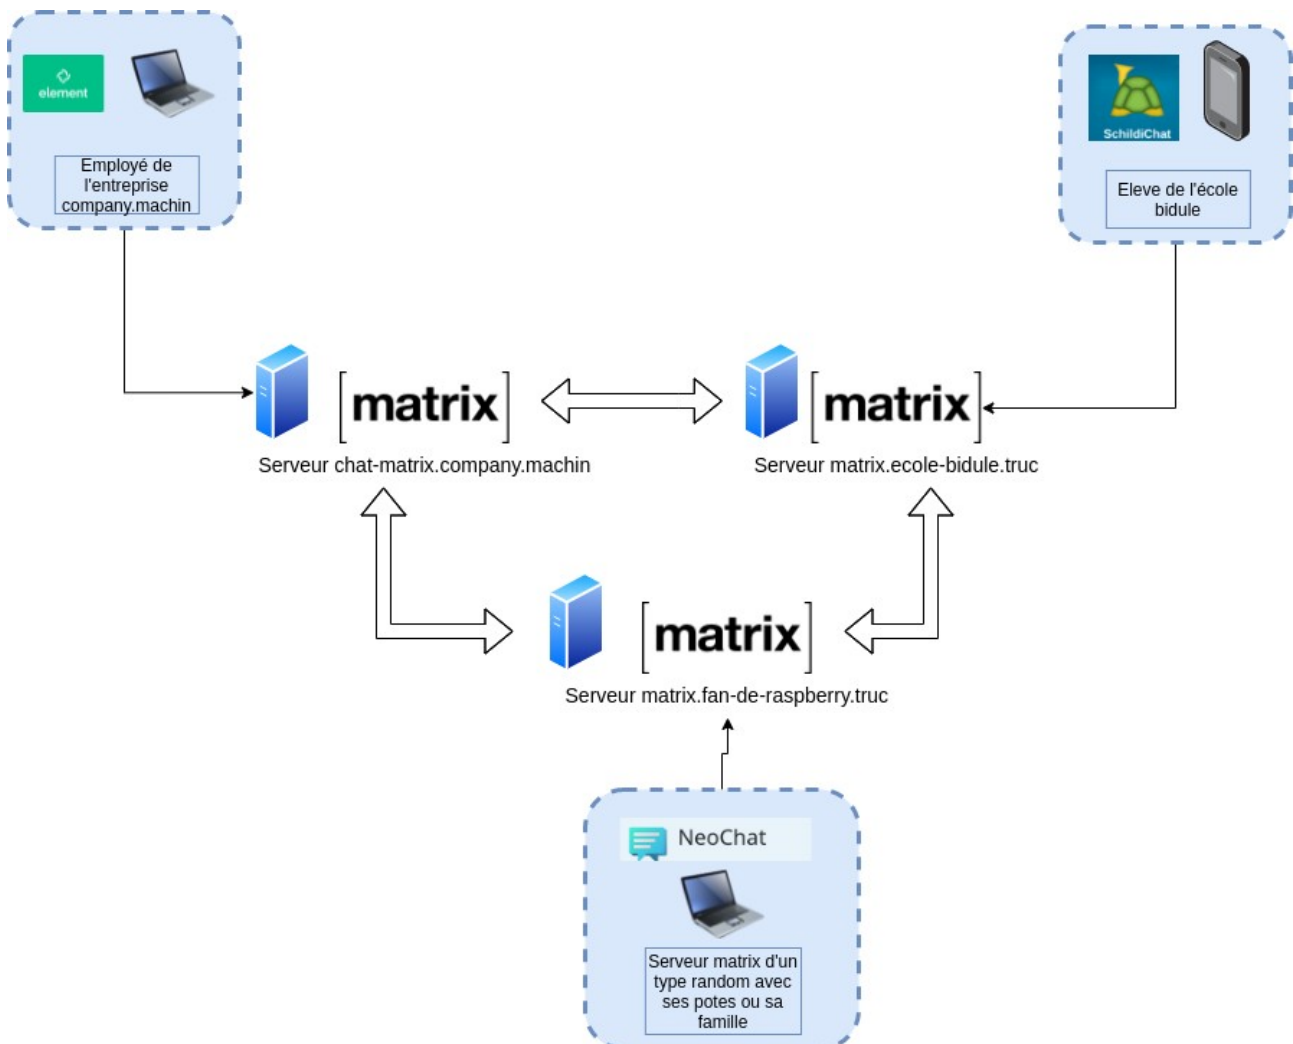 element
Employé de
l'entreprise
company.machin
SchildiChat
Eleve de l'école
bidule
[matrix]
Serveur chat-matrix.company.machin
[matrix]
Serveur matrix.ecole-bidule.truc
[matrix]
Serveur matrix.fan-de-raspberry.truc
NeoChat
Serveur matrix d'un
type random avec
ses potes ou sa
famille